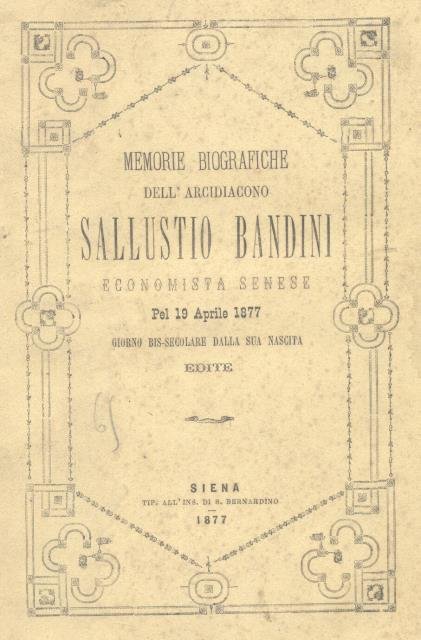 MEMORIE BIOGRAFICHE
DELL' ARCIDIACONO
SALLUSTIO BANDINI
ECONOMISTA SENESE
Pel 19 Aprile 1877
GIORNO BIS-SECOLARE DALLA SUA NASCITA
EDITE
SIENA
TIP. ALL' INS. DI S. BERNARDINO
1877